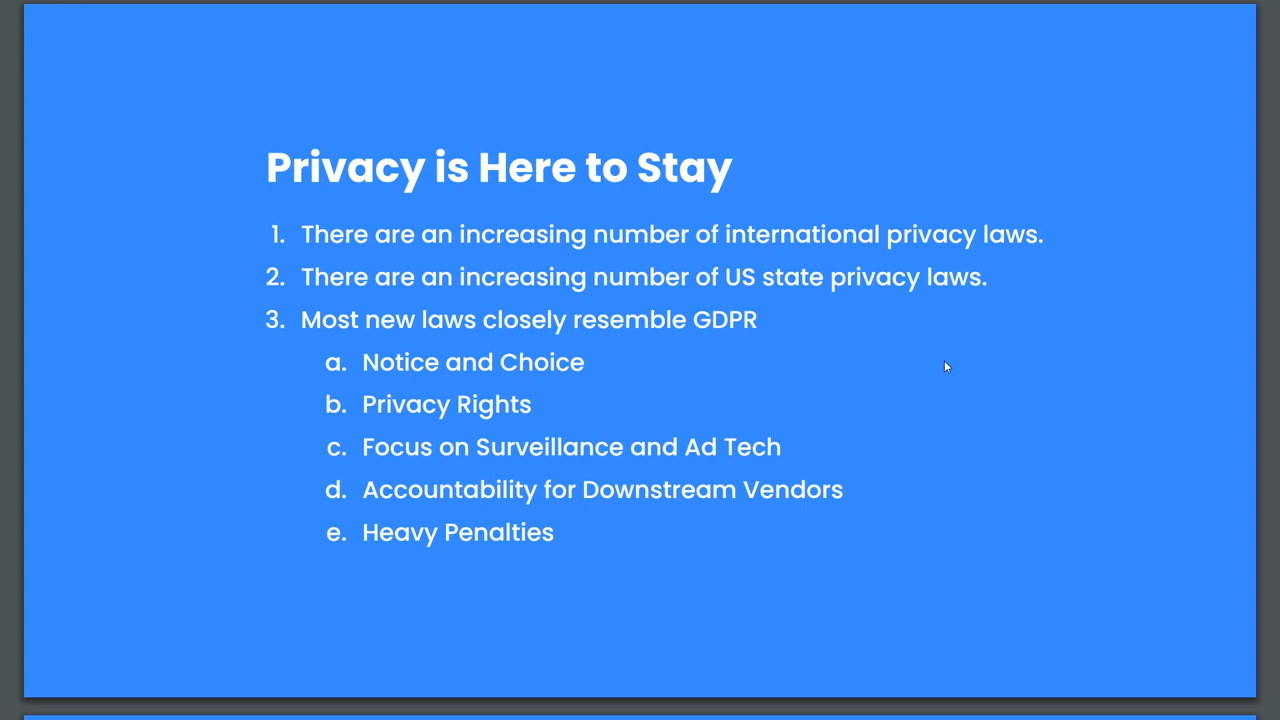 Privacy is Here to Stay
1. There are an increasing number of international privacy laws.
2. There are an increasing number of US state privacy laws.
3. Most new laws closely resemble GDPR
a. Notice and Choice
b. Privacy Rights
c. Focus on Surveillance and Ad Tech
d. Accountability for Downstream Vendors
e. Heavy Penalties